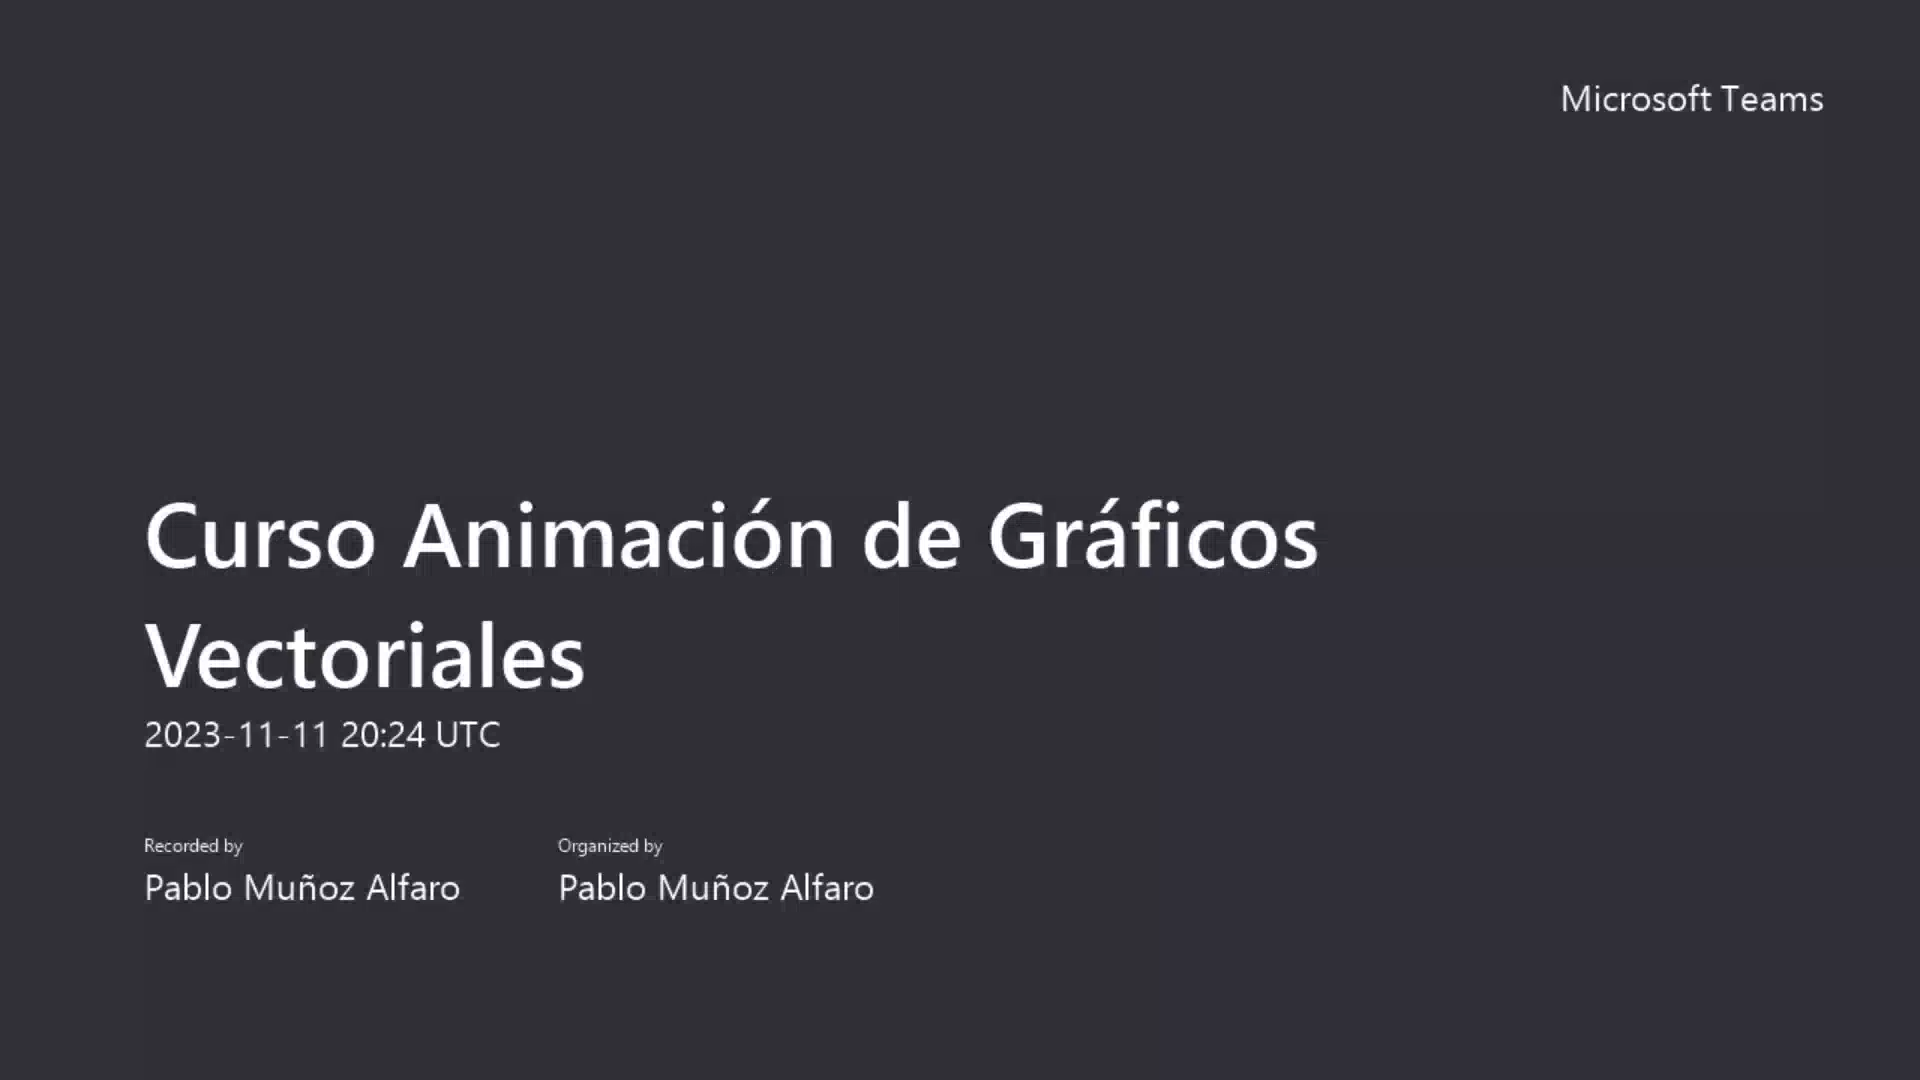 Microsoft Teams
Curso Animación de Gráficos
Vectoriales
2023-11-11 20:24 UTC
Recorded by
Pablo Muñoz Alfaro
Organized by
Pablo Muñoz Alfaro